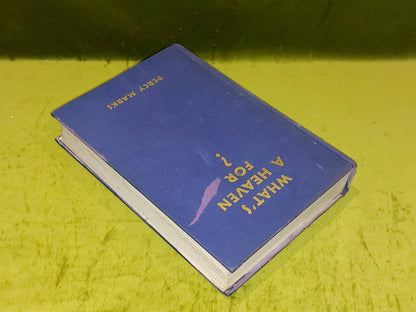 WHAT'S
A HEAVEN
FOR
?
PERCY MARKS